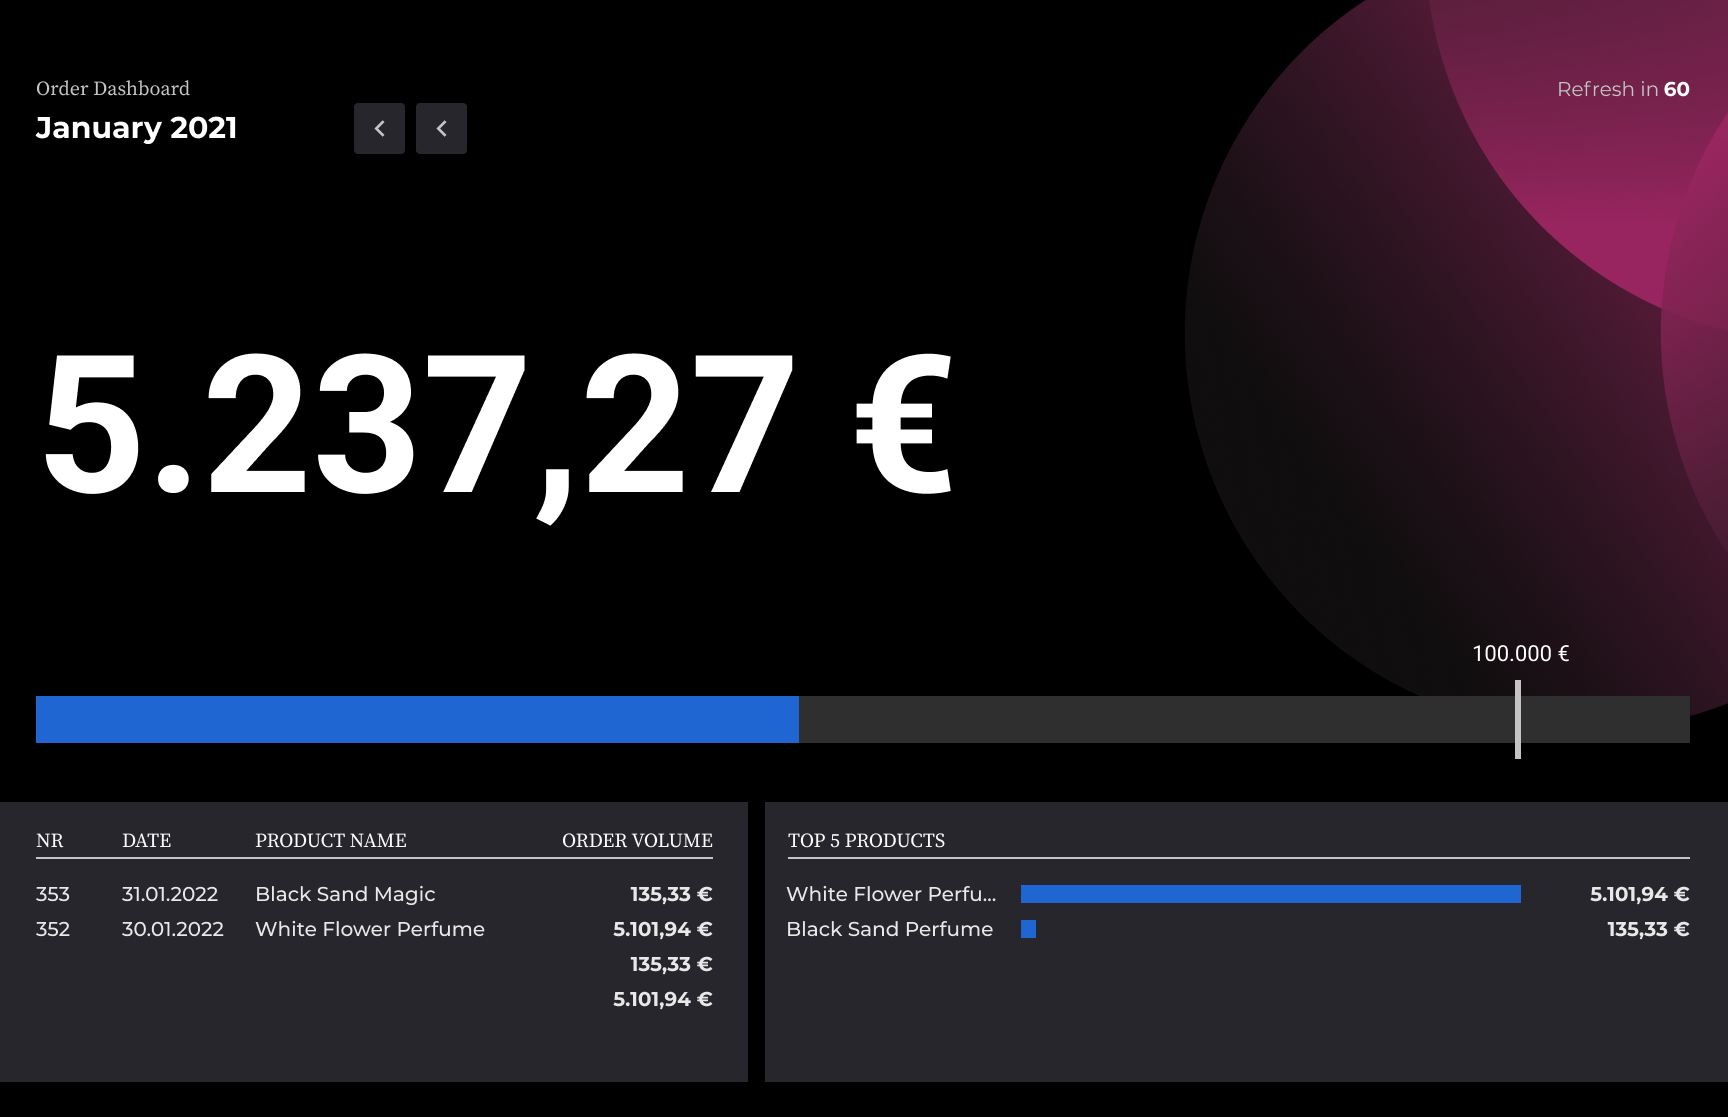 Order Dashboard
January 2021
Refresh in 60
5.237,27 €
100.000 €
NR DATE PRODUCT NAME ORDER VOLUME
353 31.01.2022 Black Sand Magic 135,33 €
352 30.01.2022 White Flower Perfume 5.101,94 €
135,33 €
5.101,94 €
TOP 5 PRODUCTS
White Flower Perfu... 5.101,94 €
Black Sand Perfume 135,33 €